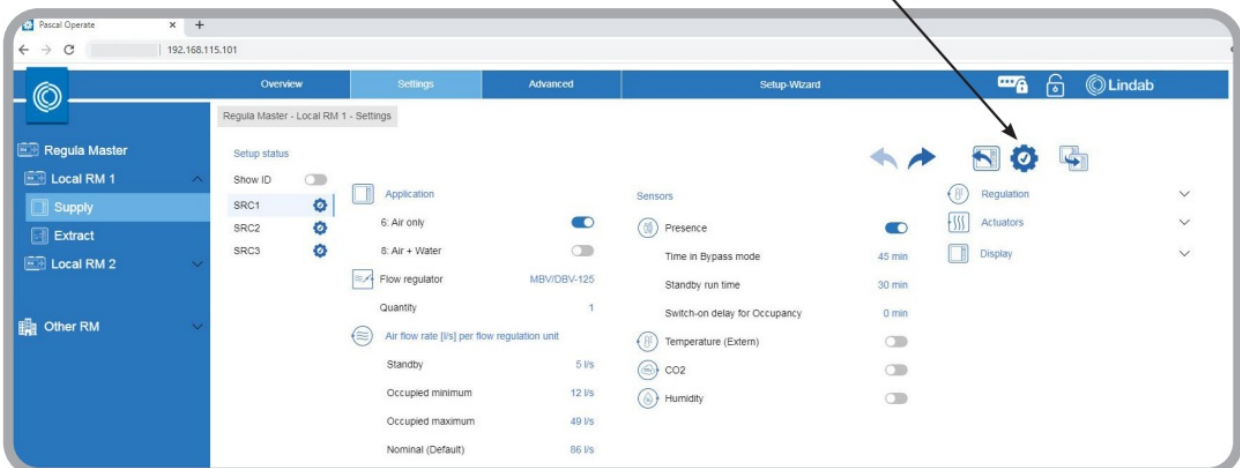 Pascal Operate
192.168.115.101
Overview Settings Advanced Setup-Wizard Lindab
Regula Master - Local RM 1 - Settings
Regula Master
Local RM 1
Supply
Extract
Local RM 2
Other RM
Setup status
Show ID
SRC1
SRC2
SRC3
Application
6: Air only
8: Air + Water
Flow regulator MBV/DBV-125
Quantity 1
Air flow rate [l/s] per flow regulation unit
Standby 5 l/s
Occupied minimum 12 l/s
Occupied maximum 49 l/s
Nominal (Default) 86 l/s
Sensors
Presence
Time in Bypass mode 45 min
Standby run time 30 min
Switch-on delay for Occupancy 0 min
Temperature (Extern)
CO2
Humidity
Regulation
Actuators
Display